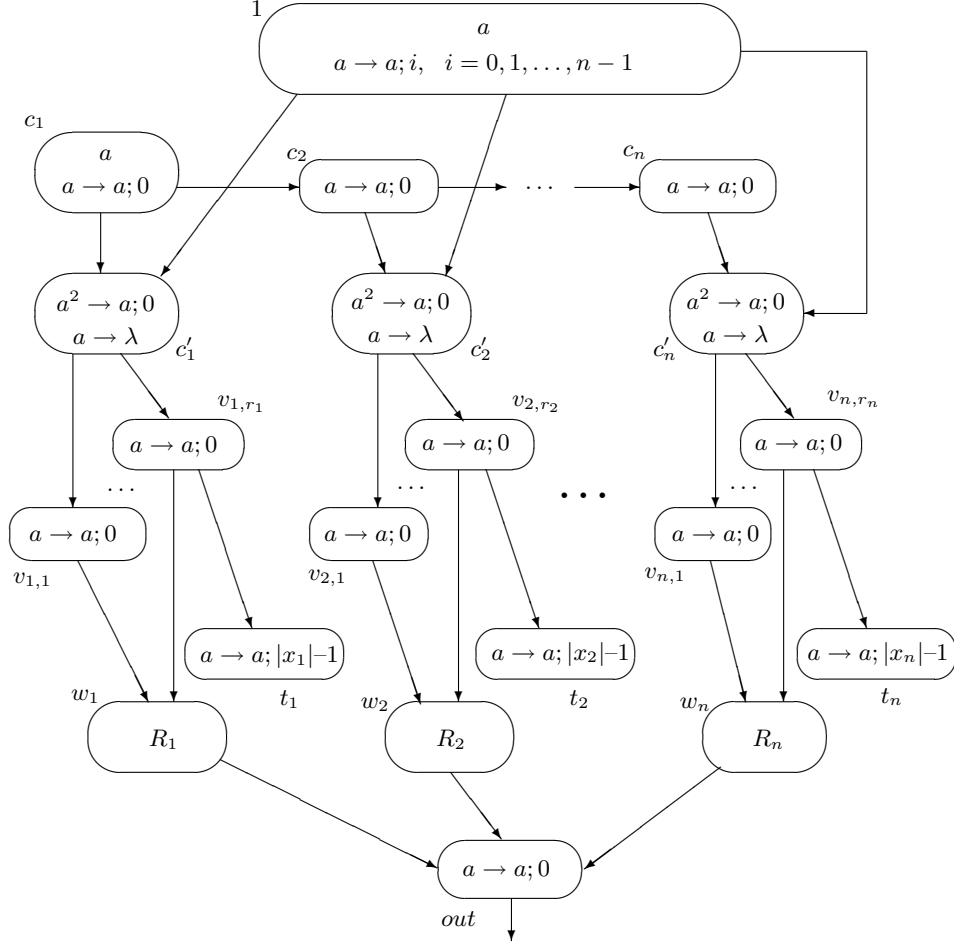 1
a
a → a; i, i = 0, 1, . . . , n − 1
c₁
a
a → a; 0
c₂
a → a; 0
· · ·
cₙ
a → a; 0
a² → a; 0
a → λ
c′₁
a² → a; 0
a → λ
c′₂
a² → a; 0
a → λ
c′ₙ
v₁,ᵣ₁
a → a; 0
v₂,ᵣ₂
a → a; 0
vₙ,ᵣₙ
a → a; 0
. . .
. . .
. . .
• • •
a → a; 0
v₁,₁
a → a; 0
v₂,₁
a → a; 0
vₙ,₁
a → a; |x₁|–1
t₁
a → a; |x₂|–1
t₂
a → a; |xₙ|–1
tₙ
w₁
R₁
w₂
R₂
wₙ
Rₙ
a → a; 0
out